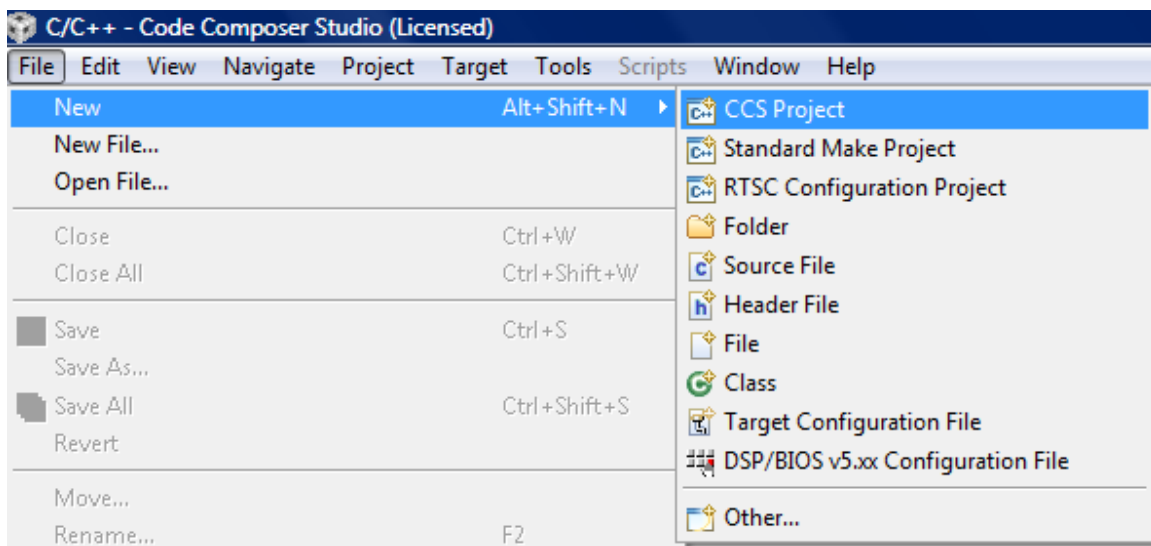 C/C++ - Code Composer Studio (Licensed)
File Edit View Navigate Project Target Tools Scripts Window Help
New Alt+Shift+N
New File...
Open File...
Close Ctrl+W
Close All Ctrl+Shift+W
Save Ctrl+S
Save As...
Save All Ctrl+Shift+S
Revert
Move...
Rename... F2
CCS Project
Standard Make Project
RTSC Configuration Project
Folder
Source File
Header File
File
Class
Target Configuration File
DSP/BIOS v5.xx Configuration File
Other...